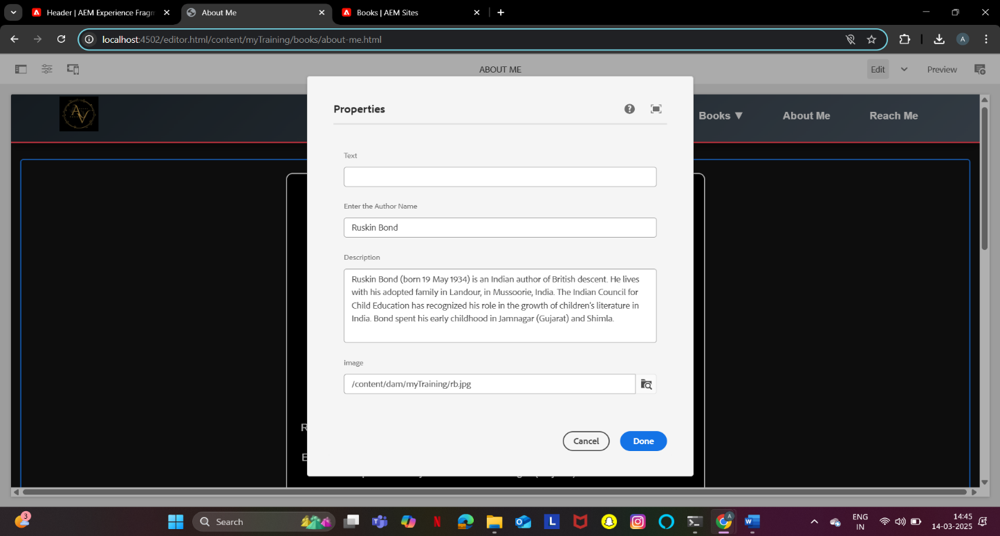 Header | AEM Experience Fragm
About Me
Books | AEM Sites
localhost:4502/editor.html/content/myTraining/books/about-me.html
A
ABOUT ME
Edit
Preview
AV
Books ▼
About Me
Reach Me
Properties
Text
Enter the Author Name
Ruskin Bond
Description
Ruskin Bond (born 19 May 1934) is an Indian author of British descent. He lives
with his adopted family in Landour, in Mussoorie, India. The Indian Council for
Child Education has recognized his role in the growth of children's literature in
India. Bond spent his early childhood in Jamnagar (Gujarat) and Shimla.
image
/content/dam/myTraining/rb.jpg
Cancel
Done
R
E
3
Search
L
A
ENG
IN
14:45
14-03-2025